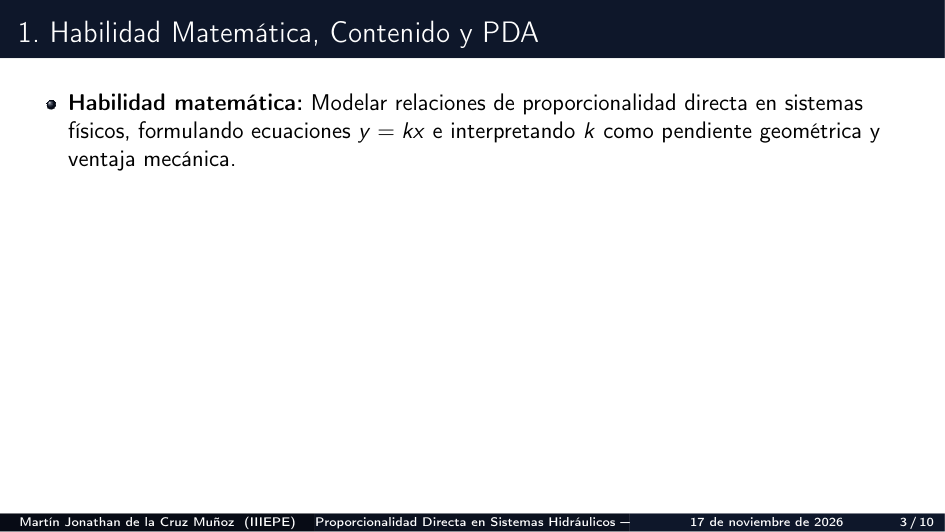 1. Habilidad Matemática, Contenido y PDA
Habilidad matemática: Modelar relaciones de proporcionalidad directa en sistemas
físicos, formulando ecuaciones y = kx e interpretando k como pendiente geométrica y
ventaja mecánica.
Martín Jonathan de la Cruz Muñoz (IIIEPE) Proporcionalidad Directa en Sistemas Hidráulicos — 17 de noviembre de 2026 3 / 10